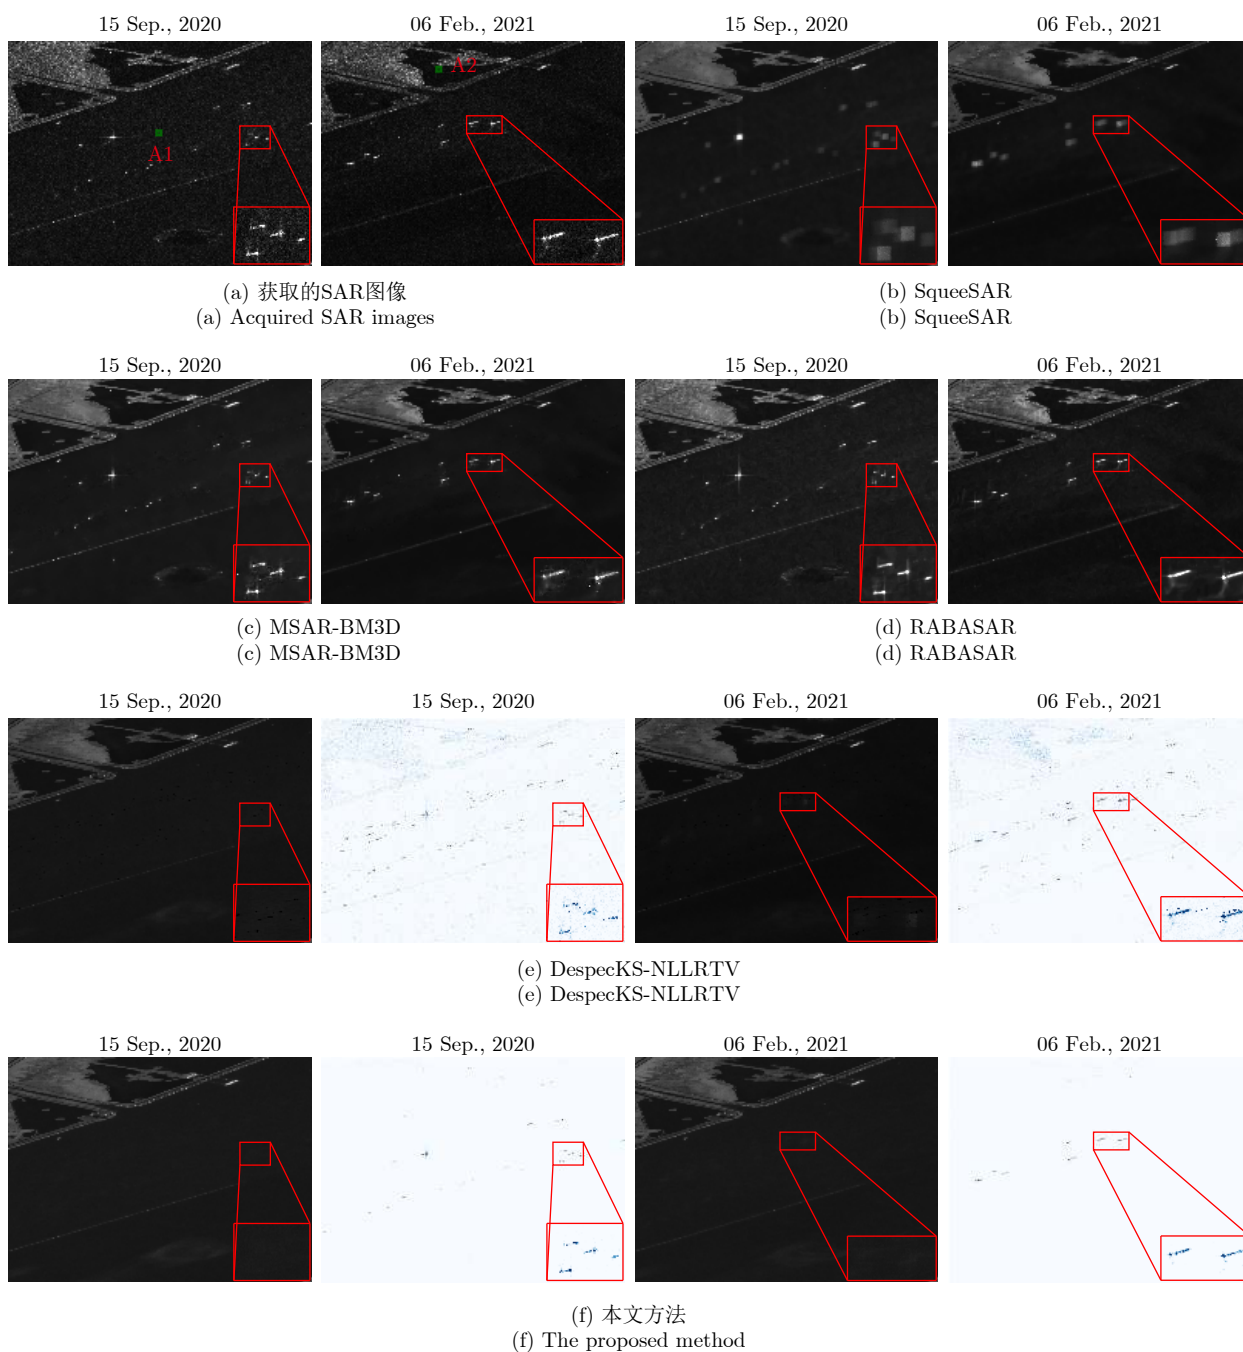 15 Sep., 2020
06 Feb., 2021
15 Sep., 2020
06 Feb., 2021
A2
A1
(a) 获取的SAR图像
(a) Acquired SAR images
(b) SqueeSAR
(b) SqueeSAR
15 Sep., 2020
06 Feb., 2021
15 Sep., 2020
06 Feb., 2021
(c) MSAR-BM3D
(c) MSAR-BM3D
(d) RABASAR
(d) RABASAR
15 Sep., 2020
15 Sep., 2020
06 Feb., 2021
06 Feb., 2021
(e) DespecKS-NLLRTV
(e) DespecKS-NLLRTV
15 Sep., 2020
15 Sep., 2020
06 Feb., 2021
06 Feb., 2021
(f) 本文方法
(f) The proposed method